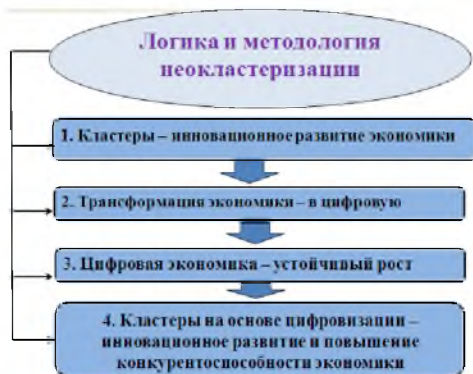 Логика и методология
неокластеризации
1. Кластеры – инновационное развитие экономики
2. Трансформация экономики – в цифровую
3. Цифровая экономика – устойчивый рост
4. Кластеры на основе цифровизации –
инновационное развитие и повышение
конкурентоспособности экономики